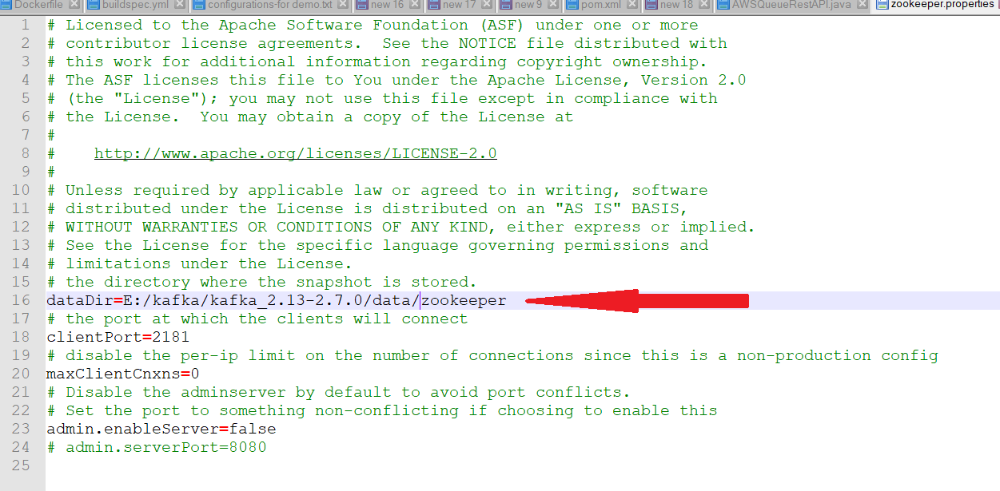 Dockerfile buildspec.yml configurations-for demo.txt new 16 new 17 new 9 pom.xml new 18 AWSQueueRestAPI.java zookeeper.properties
1 # Licensed to the Apache Software Foundation (ASF) under one or more
2 # contributor license agreements.  See the NOTICE file distributed with
3 # this work for additional information regarding copyright ownership.
4 # The ASF licenses this file to You under the Apache License, Version 2.0
5 # (the "License"); you may not use this file except in compliance with
6 # the License.  You may obtain a copy of the License at
7 #
8 #    http://www.apache.org/licenses/LICENSE-2.0
9 #
10 # Unless required by applicable law or agreed to in writing, software
11 # distributed under the License is distributed on an "AS IS" BASIS,
12 # WITHOUT WARRANTIES OR CONDITIONS OF ANY KIND, either express or implied.
13 # See the License for the specific language governing permissions and
14 # limitations under the License.
15 # the directory where the snapshot is stored.
16 dataDir=E:/kafka/kafka_2.13-2.7.0/data/zookeeper
17 # the port at which the clients will connect
18 clientPort=2181
19 # disable the per-ip limit on the number of connections since this is a non-production config
20 maxClientCnxns=0
21 # Disable the adminserver by default to avoid port conflicts.
22 # Set the port to something non-conflicting if choosing to enable this
23 admin.enableServer=false
24 # admin.serverPort=8080
25